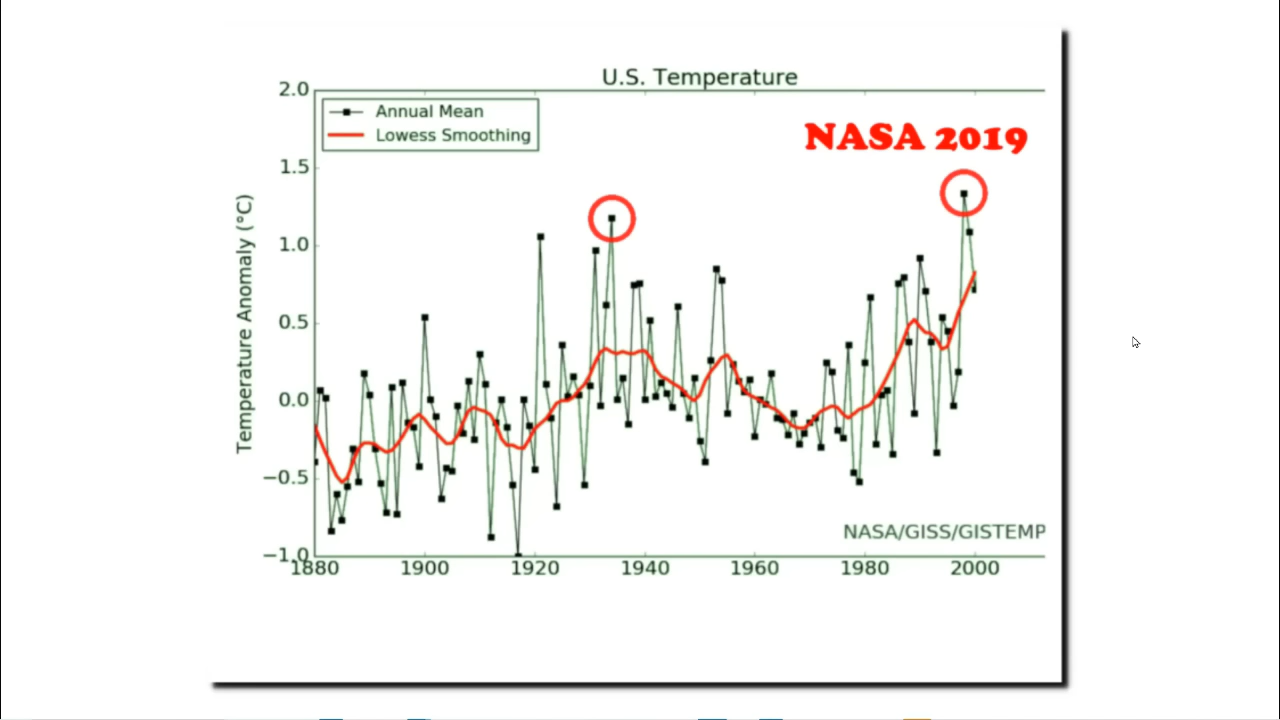 U.S. Temperature
2.0
Annual Mean
Lowess Smoothing
NASA 2019
1.5
1.0
0.5
0.0
−0.5
−1.0
Temperature Anomaly (°C)
NASA/GISS/GISTEMP
1880 1900 1920 1940 1960 1980 2000